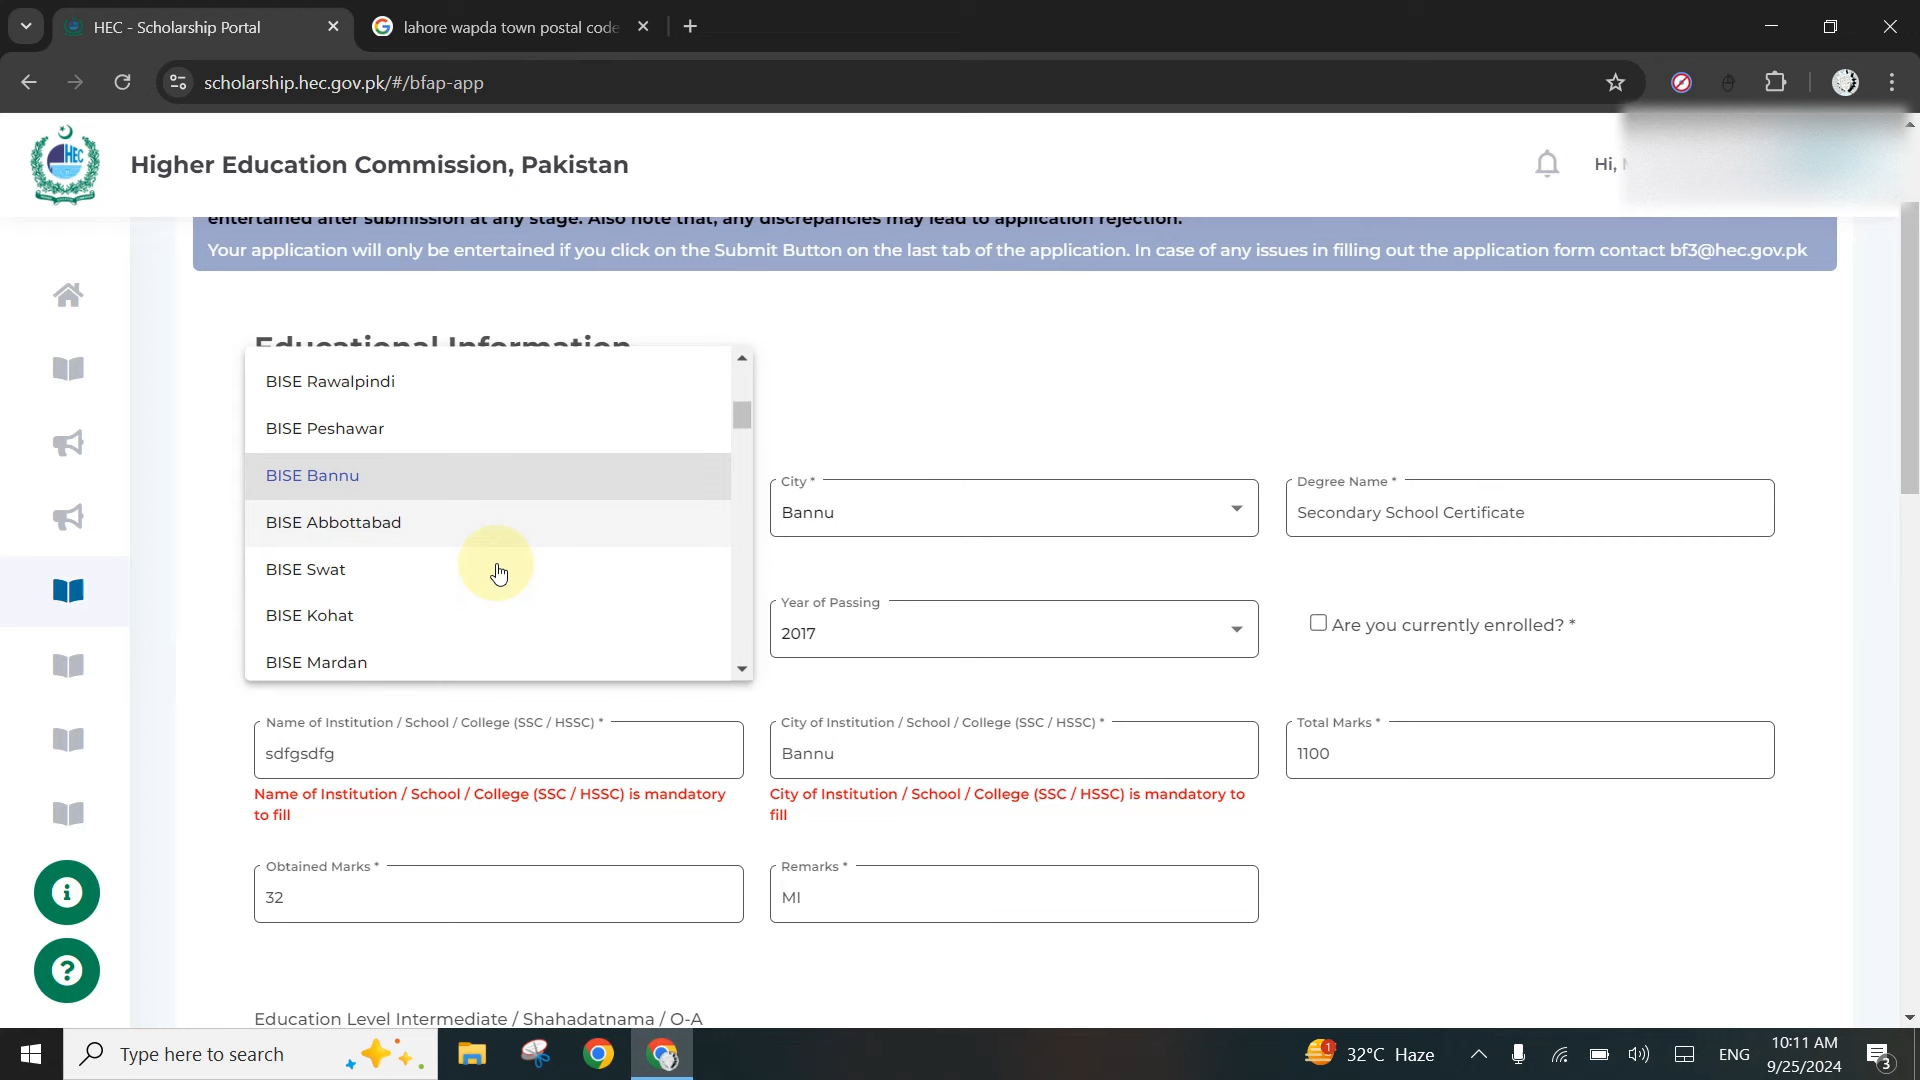 HEC - Scholarship Portal
lahore wapda town postal code
scholarship.hec.gov.pk/#/bfap-app
HEC
Higher Education Commission, Pakistan
Hi,
entertained after submission at any stage. Also note that, any discrepancies may lead to application rejection.
Your application will only be entertained if you click on the Submit Button on the last tab of the application. In case of any issues in filling out the application form contact bf3@hec.gov.pk
Educational Information
BISE Rawalpindi
BISE Peshawar
BISE Bannu
BISE Abbottabad
BISE Swat
BISE Kohat
BISE Mardan
City *
Bannu
Degree Name *
Secondary School Certificate
Year of Passing
2017
Are you currently enrolled? *
Name of Institution / School / College (SSC / HSSC) *
sdfgsdfg
Name of Institution / School / College (SSC / HSSC) is mandatory
to fill
City of Institution / School / College (SSC / HSSC) *
Bannu
City of Institution / School / College (SSC / HSSC) is mandatory to
fill
Total Marks *
1100
Obtained Marks *
32
Remarks *
MI
Education Level Intermediate / Shahadatnama / O-A
Type here to search
1
32°C Haze
ENG
10:11 AM
9/25/2024
3